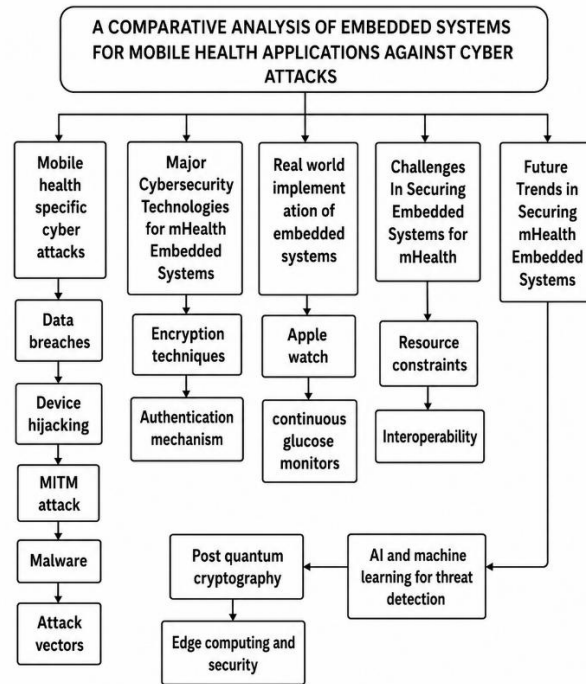 A COMPARATIVE ANALYSIS OF EMBEDDED SYSTEMS
FOR MOBILE HEALTH APPLICATIONS AGAINST CYBER
ATTACKS
Mobile
health
specific
cyber
attacks
Data
breaches
Device
hijacking
MITM
attack
Malware
Attack
vectors
Major
Cybersecurity
Technologies
for mHealth
Embedded
Systems
Encryption
techniques
Authentication
mechanism
Real world
implement
ation of
embedded
systems
Apple
watch
continuous
glucose
monitors
Challenges
In Securing
Embedded
Systems for
mHealth
Resource
constraints
Interoperability
Future
Trends in
Securing
mHealth
Embedded
Systems
AI and machine
learning for threat
detection
Post quantum
cryptography
Edge computing and
security